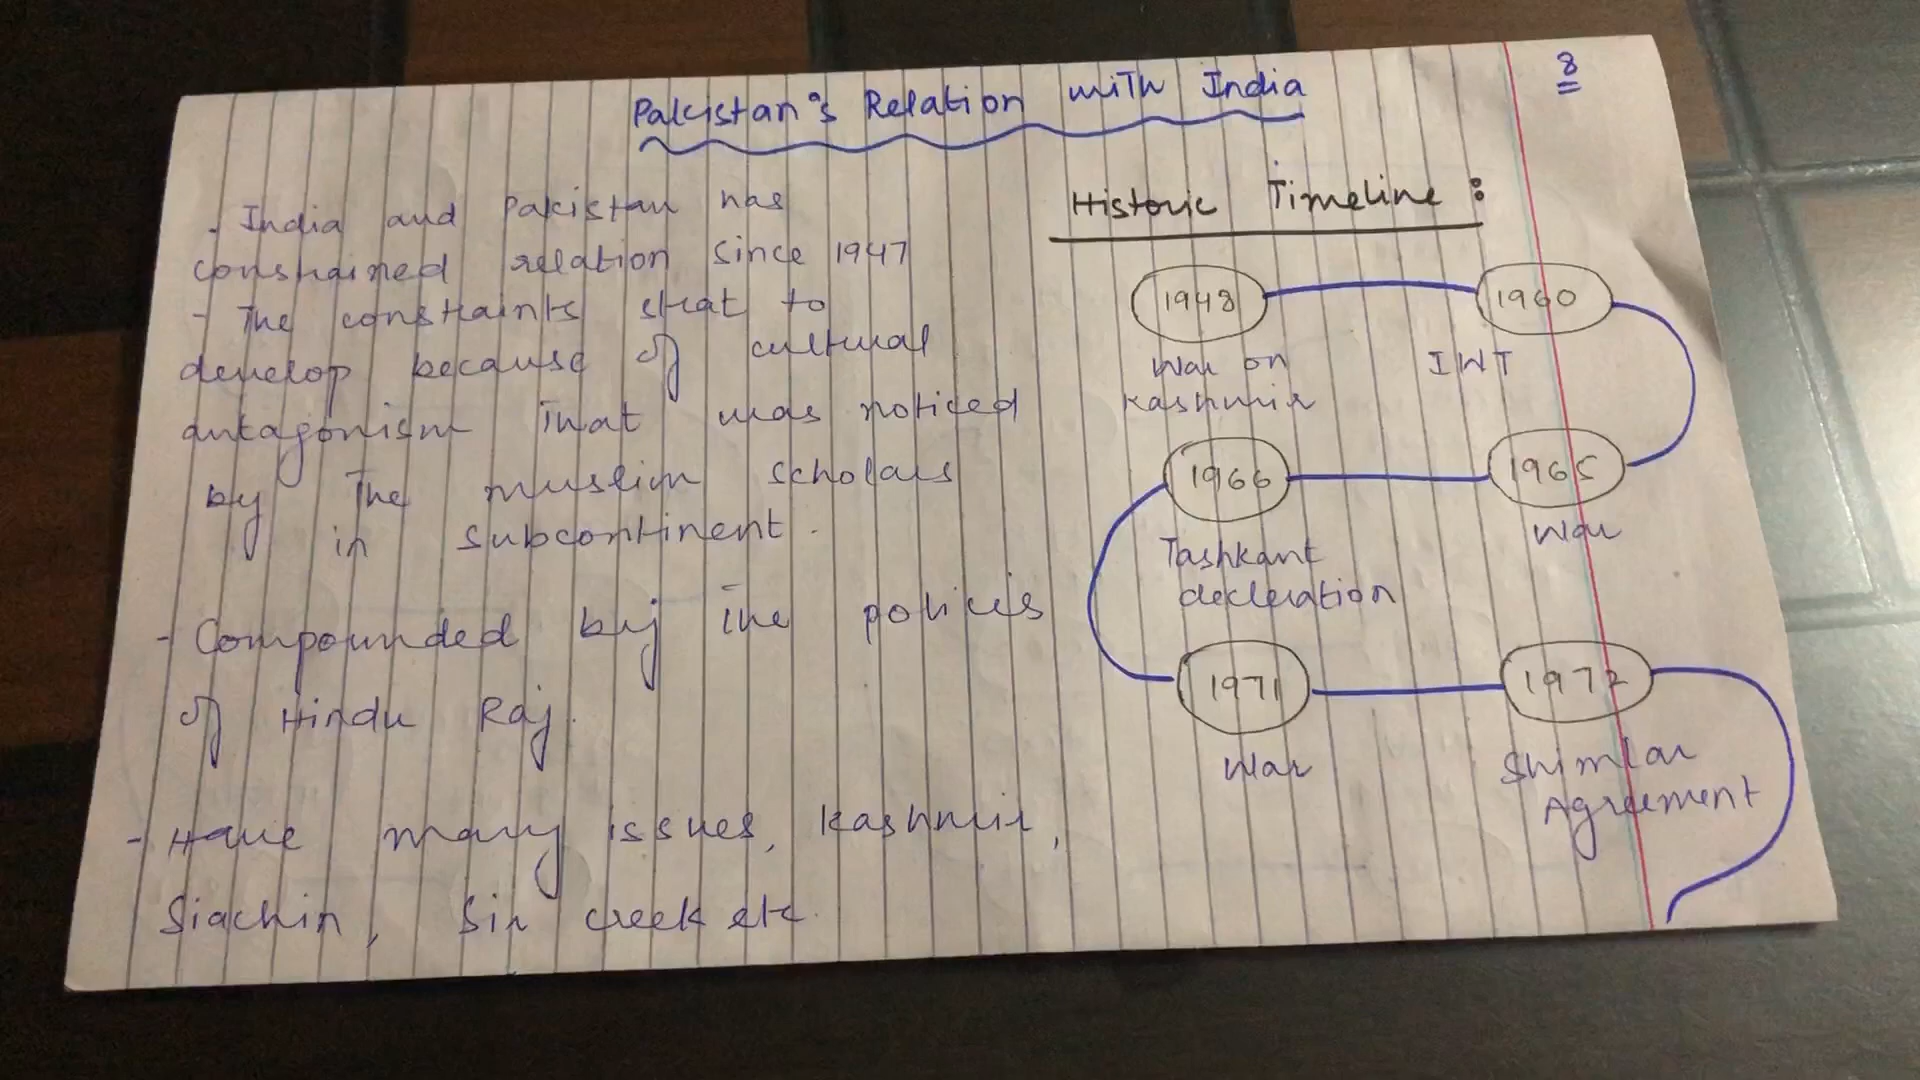 8
Pakistan's Relation with India
- India and Pakistan has
constrained relation since 1947
- The constraints strat to
develop because of cultural
antagonism that was noticed
by the muslim scholars
in subcontinent.
- Compounded by the policies
of Hindu Raj.
- Have many issues, Kashmir,
Siachin, Sir creek etc.
Historic Timeline:
1948
1960
War on
Kashmir
IWT
1966
1965
Tashkant
decleration
War
1971
1972
War
Shimlar
Agreement